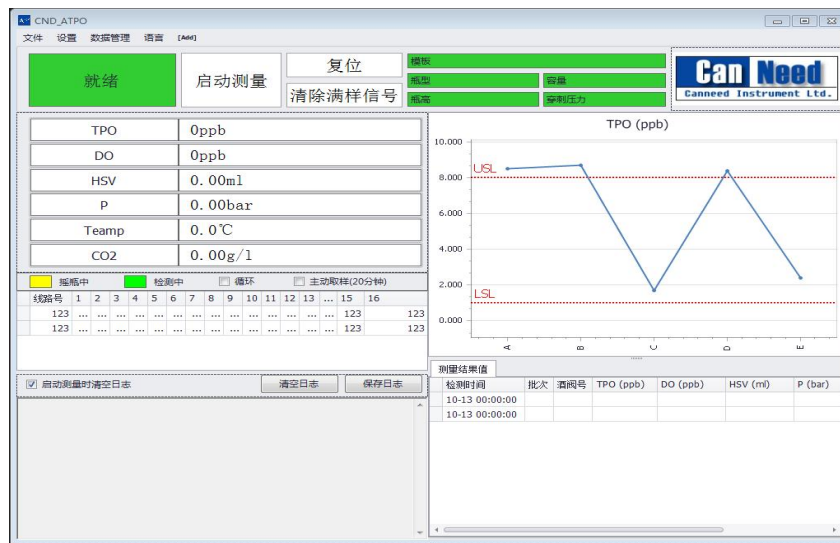 CND_ATPO
文件 设置 数据管理 语言 [Add]
就绪
启动测量
复位
清除满样信号
模板
瓶型 容量
瓶高 穿刺压力
Can Need
Canneed Instrument Ltd.
TPO 0ppb
DO 0ppb
HSV 0.00ml
P 0.00bar
Teamp 0.0℃
CO2 0.00g/l
摇瓶中 检测中 循环 主动取样(20分钟)
线路号 1 2 3 4 5 6 7 8 9 10 11 12 13 ... 15 16
123 ... ... ... ... ... ... ... ... ... ... ... ... ... ... 123 123
123 ... ... ... ... ... ... ... ... ... ... ... ... ... ... 123 123
启动测量时清空日志 清空日志 保存日志
TPO (ppb)
10.000
USL
8.000
6.000
4.000
2.000
LSL
0.000
A B C D E
测量结果值
检测时间 批次 酒阀号 TPO (ppb) DO (ppb) HSV (ml) P (bar)
10-13 00:00:00
10-13 00:00:00